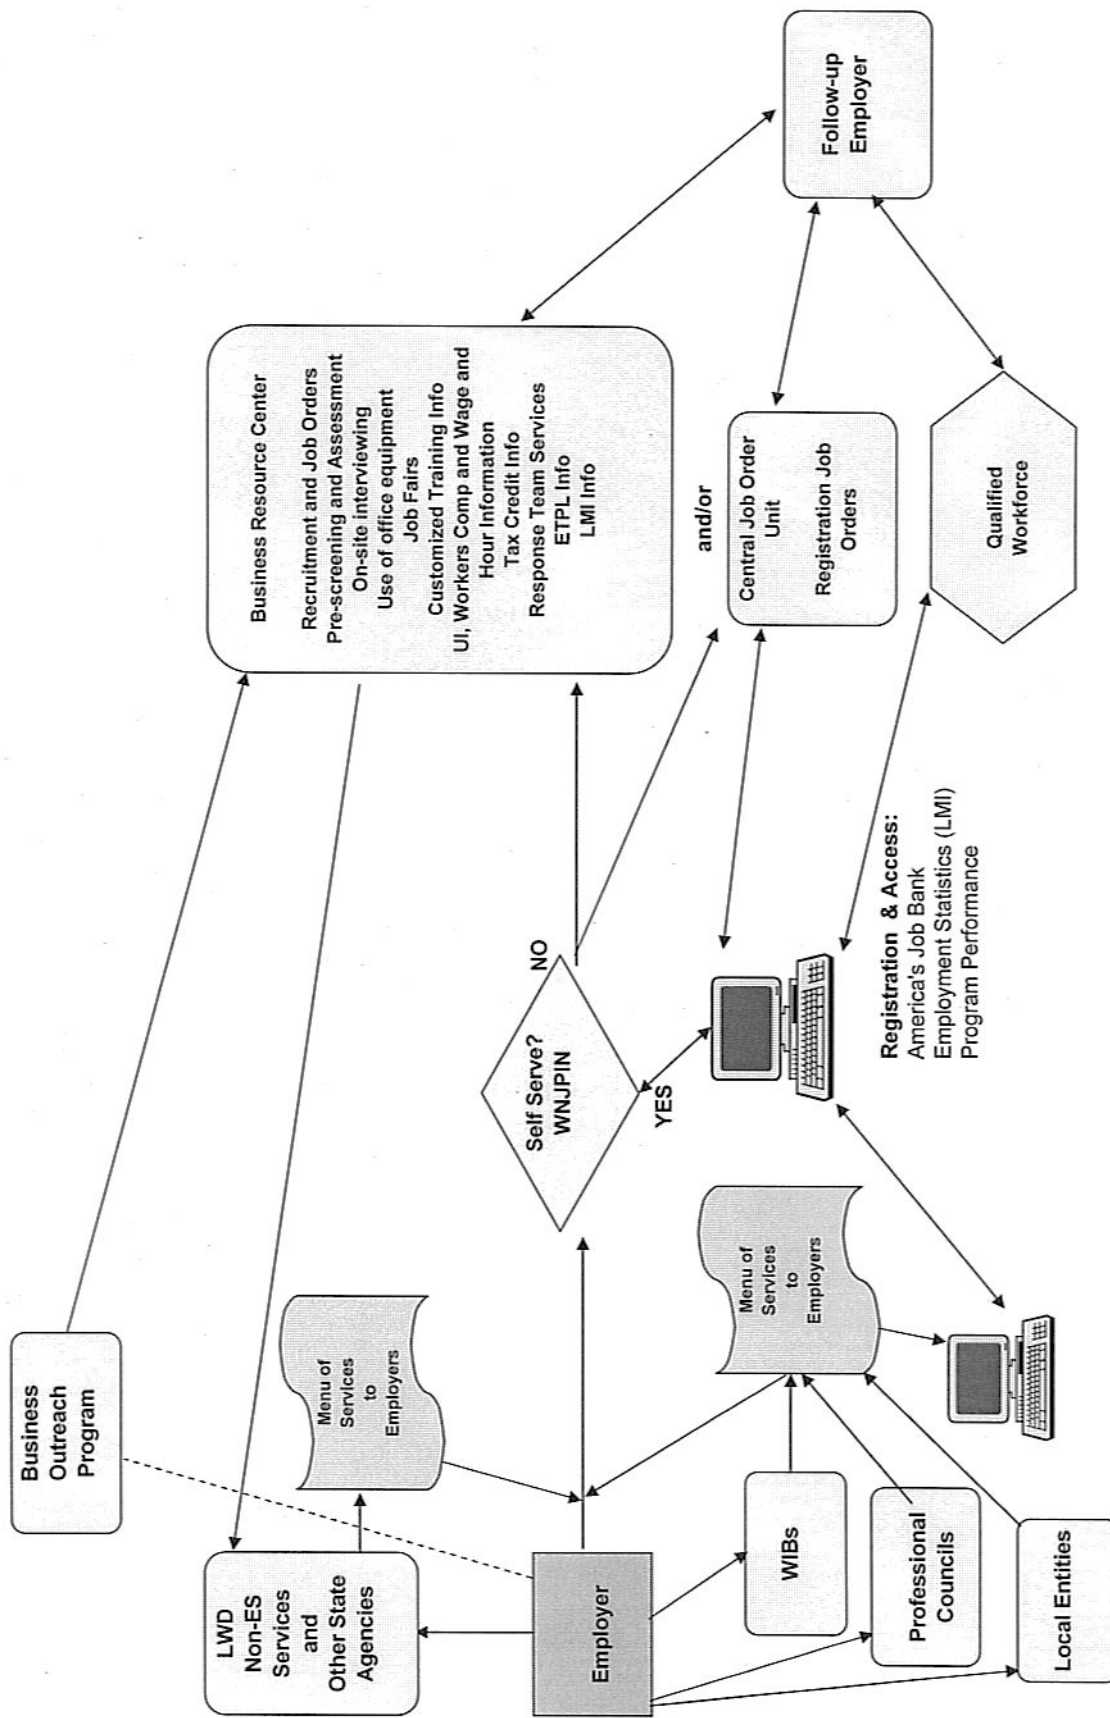 Business
Outreach
Program
LWD
Non-ES
Services
and
Other State
Agencies
Menu of
Services
to
Employers
Employer
WIBs
Professional
Councils
Local Entities
Menu of
Services
to
Employers
Self Serve?
WNJPIN
NO
YES
Registration & Access:
America's Job Bank
Employment Statistics (LMI)
Program Performance
Business Resource Center
Recruitment and Job Orders
Pre-screening and Assessment
On-site interviewing
Use of office equipment
Job Fairs
Customized Training Info
UI, Workers Comp and Wage and
Hour Information
Tax Credit Info
Response Team Services
ETPL Info
LMI Info
and/or
Central Job Order
Unit
Registration Job
Orders
Qualified
Workforce
Follow-up
Employer